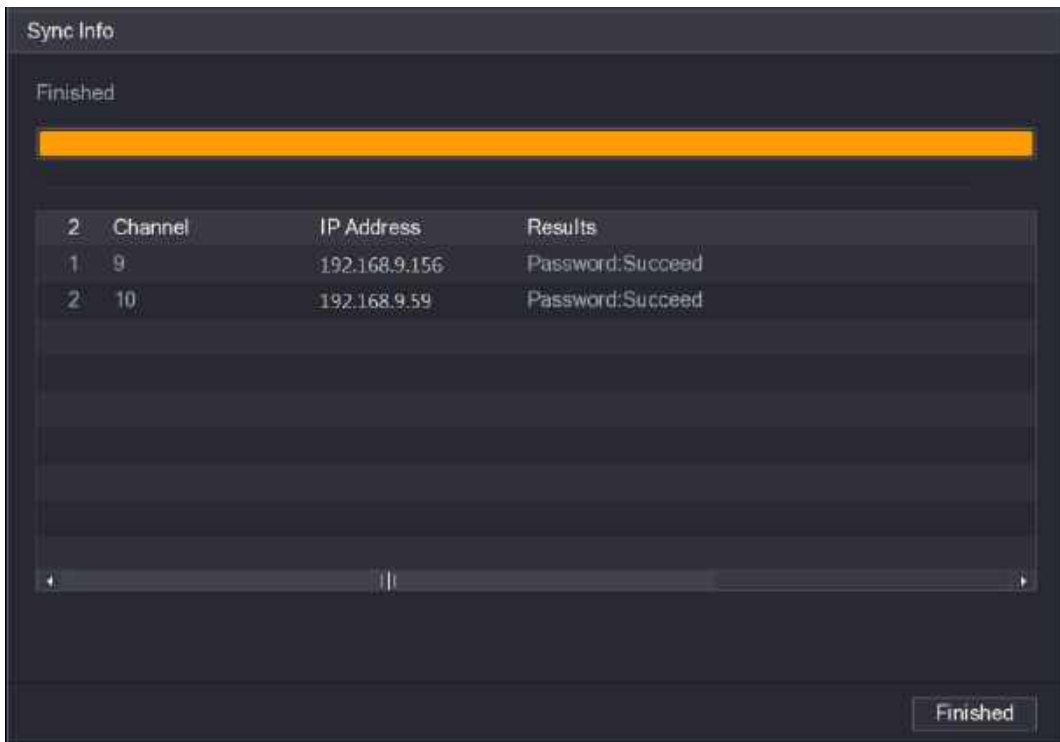 Sync Info
Finished
2 Channel IP Address Results
1 9 192.168.9.156 Password:Succeed
2 10 192.168.9.59 Password:Succeed
Finished